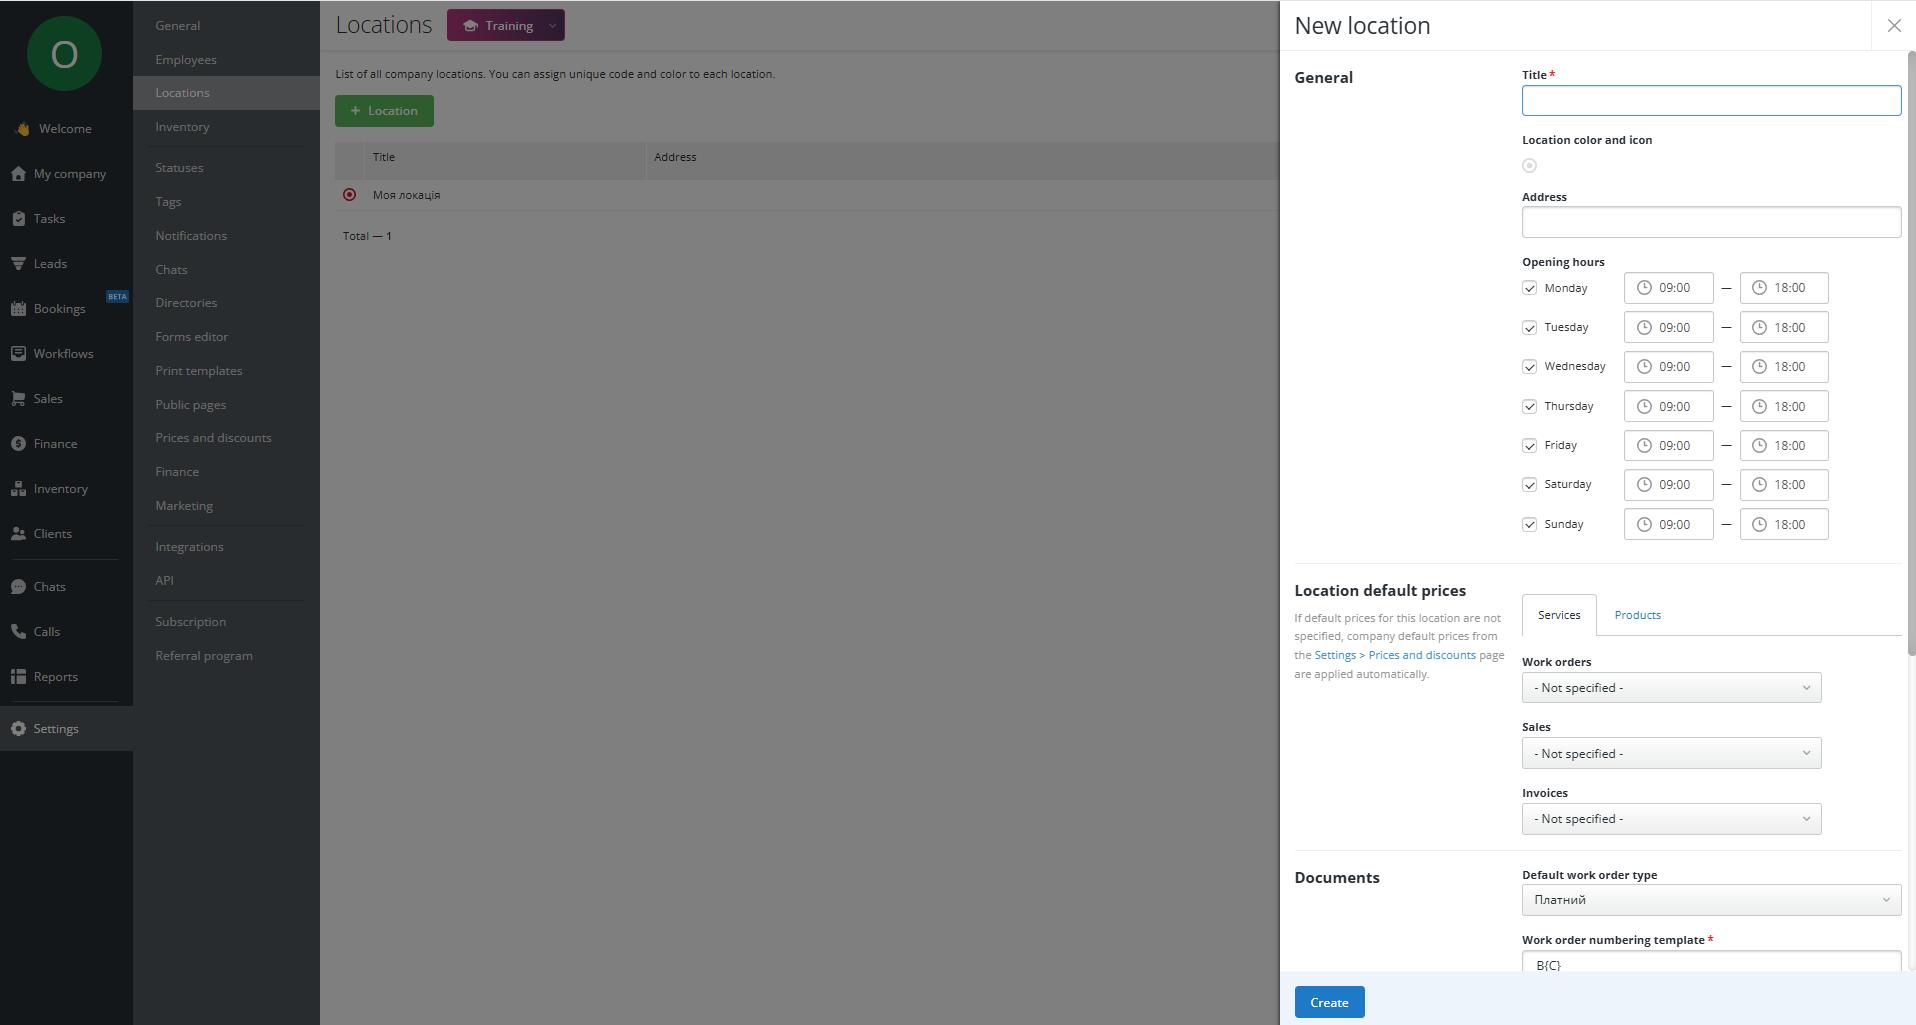 O
Welcome
My company
Tasks
Leads
BETA
Bookings
Workflows
Sales
Finance
Inventory
Clients
Chats
Calls
Reports
Settings
General
Employees
Locations
Inventory
Statuses
Tags
Notifications
Chats
Directories
Forms editor
Print templates
Public pages
Prices and discounts
Finance
Marketing
Integrations
API
Subscription
Referral program
Locations
Training
List of all company locations. You can assign unique code and color to each location.
+ Location
Title Address
Моя локація
Total — 1
New location
General
Title *
Location color and icon
Address
Opening hours
Monday 09:00 — 18:00
Tuesday 09:00 — 18:00
Wednesday 09:00 — 18:00
Thursday 09:00 — 18:00
Friday 09:00 — 18:00
Saturday 09:00 — 18:00
Sunday 09:00 — 18:00
Location default prices
If default prices for this location are not
specified, company default prices from
the Settings > Prices and discounts page
are applied automatically.
Services Products
Work orders
- Not specified -
Sales
- Not specified -
Invoices
- Not specified -
Documents
Default work order type
Платний
Work order numbering template *
B{C}
Create